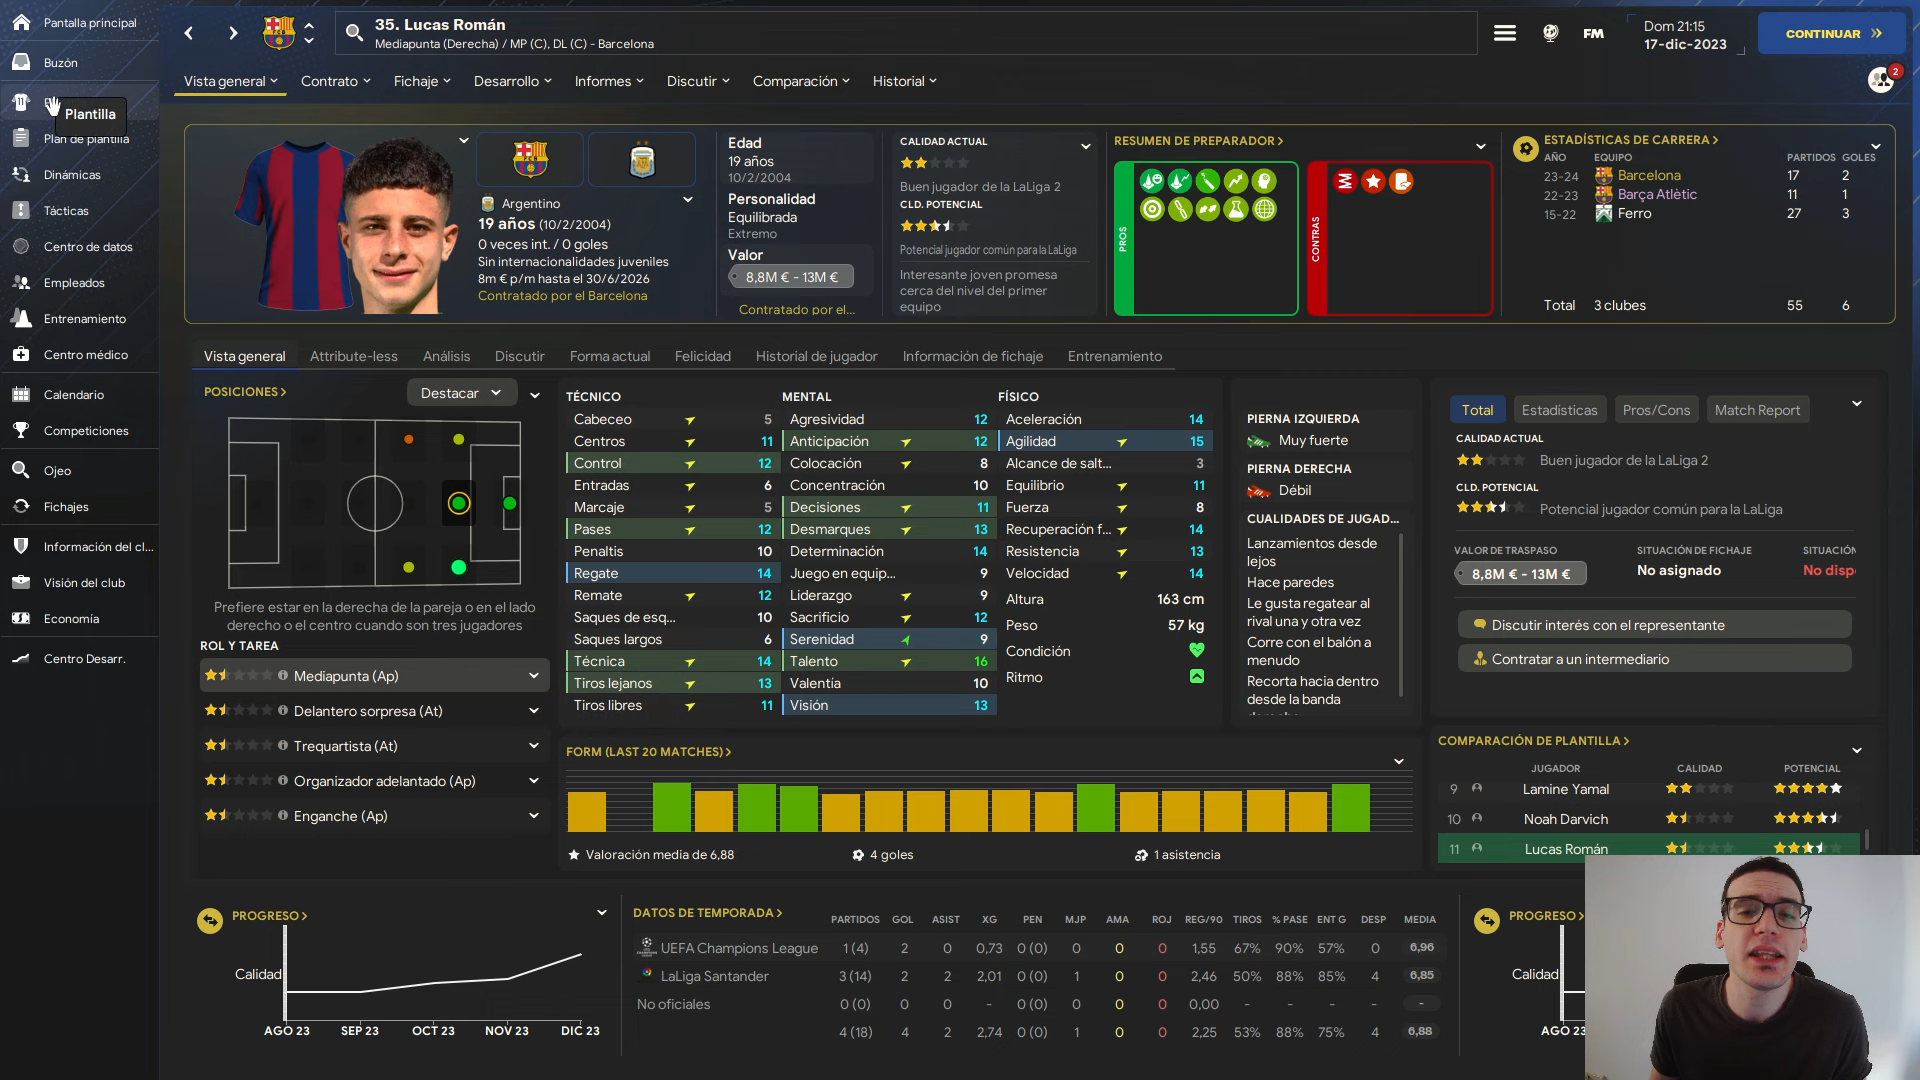 Pantalla principal
Buzón
Plantilla
Plan de plantilla
Dinámicas
Tácticas
Centro de datos
Empleados
Entrenamiento
Centro médico
Calendario
Competiciones
Ojeo
Fichajes
Información del cl...
Visión del club
Economía
Centro Desarr.
35. Lucas Román
Mediapunta (Derecha) / MP (C), DL (C) - Barcelona
FM
Dom 21:15
17-dic-2023
CONTINUAR
2
Vista general
Contrato
Fichaje
Desarrollo
Informes
Discutir
Comparación
Historial
Argentino
19 años (10/2/2004)
0 veces int. / 0 goles
Sin internacionalidades juveniles
8m € p/m hasta el 30/6/2026
Contratado por el Barcelona
Edad
19 años
10/2/2004
Personalidad
Equilibrada
Extremo
Valor
8,8M € - 13M €
Contratado por el...
CALIDAD ACTUAL
Buen jugador de la LaLiga 2
CLD. POTENCIAL
Potencial jugador común para la LaLiga
Interesante joven promesa
cerca del nivel del primer
equipo
RESUMEN DE PREPARADOR
PROS
CONTRAS
ESTADÍSTICAS DE CARRERA
AÑO EQUIPO PARTIDOS GOLES
23-24 Barcelona 17 2
22-23 Barça Atlètic 11 1
15-22 Ferro 27 3
Total 3 clubes 55 6
Vista general
Attribute-less
Análisis
Discutir
Forma actual
Felicidad
Historial de jugador
Información de fichaje
Entrenamiento
POSICIONES
Destacar
Prefiere estar en la derecha de la pareja o en el lado
derecho o el centro cuando son tres jugadores
ROL Y TAREA
Mediapunta (Ap)
Delantero sorpresa (At)
Trequartista (At)
Organizador adelantado (Ap)
Enganche (Ap)
TÉCNICO
Cabeceo 5
Centros 11
Control 12
Entradas 6
Marcaje 5
Pases 12
Penaltis 10
Regate 14
Remate 12
Saques de esq... 10
Saques largos 6
Técnica 14
Tiros lejanos 13
Tiros libres 11
MENTAL
Agresividad 12
Anticipación 12
Colocación 8
Concentración 10
Decisiones 11
Desmarques 13
Determinación 14
Juego en equip... 9
Liderazgo 9
Sacrificio 12
Serenidad 9
Talento 16
Valentía 10
Visión 13
FÍSICO
Aceleración 14
Agilidad 15
Alcance de salt... 3
Equilibrio 11
Fuerza 8
Recuperación f... 14
Resistencia 13
Velocidad 14
Altura 163 cm
Peso 57 kg
Condición
Ritmo
PIERNA IZQUIERDA
Muy fuerte
PIERNA DERECHA
Débil
CUALIDADES DE JUGAD...
Lanzamientos desde
lejos
Hace paredes
Le gusta regatear al
rival una y otra vez
Corre con el balón a
menudo
Recorta hacia dentro
desde la banda
Total
Estadísticas
Pros/Cons
Match Report
CALIDAD ACTUAL
Buen jugador de la LaLiga 2
CLD. POTENCIAL
Potencial jugador común para la LaLiga
VALOR DE TRASPASO SITUACIÓN DE FICHAJE SITUACIÓN
8,8M € - 13M € No asignado No disp
Discutir interés con el representante
Contratar a un intermediario
FORM (LAST 20 MATCHES)
Valoración media de 6,88
4 goles
1 asistencia
COMPARACIÓN DE PLANTILLA
JUGADOR CALIDAD POTENCIAL
9 Lamine Yamal
10 Noah Darvich
11 Lucas Román
PROGRESO
Calidad
AGO 23 SEP 23 OCT 23 NOV 23 DIC 23
DATOS DE TEMPORADA PARTIDOS GOL ASIST XG PEN MJP AMA ROJ REG/90 TIROS % PASE ENT G DESP MEDIA
UEFA Champions League 1 (4) 2 0 0,73 0 (0) 0 0 0 1,55 67% 90% 57% 0 6,96
LaLiga Santander 3 (14) 2 2 2,01 0 (0) 1 0 0 2,46 50% 88% 85% 4 6,85
No oficiales 0 (0) 0 0 - 0 (0) 0 0 0 0,00 - - - - -
4 (18) 4 2 2,74 0 (0) 1 0 0 2,25 53% 88% 75% 4 6,88
PROGRESO
Calidad
AGO 23